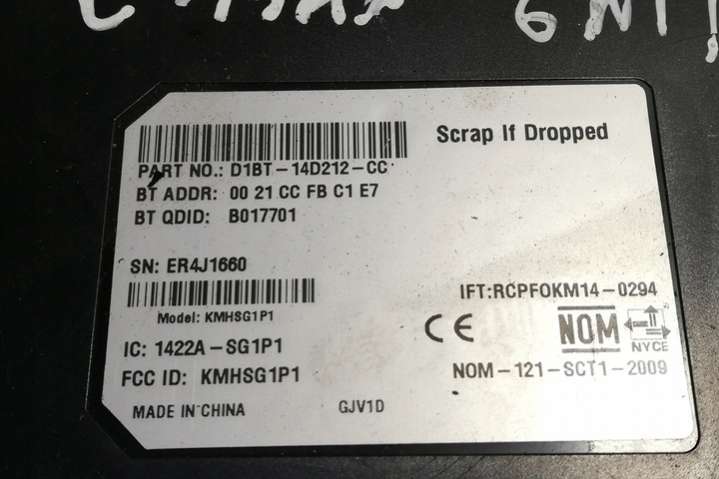 C-MAX
Scrap If Dropped
PART NO.: D1BT-14D212-CC
BT ADDR: 00 21 CC FB C1 E7
BT QDID: B017701
SN: ER4J1660
IFT:RCPFOKM14-0294
Model: KMHSG1P1
CE NOM
NYCE
IC: 1422A-SG1P1
NOM-121-SCT1-2009
FCC ID: KMHSG1P1
MADE IN CHINA GJV1D